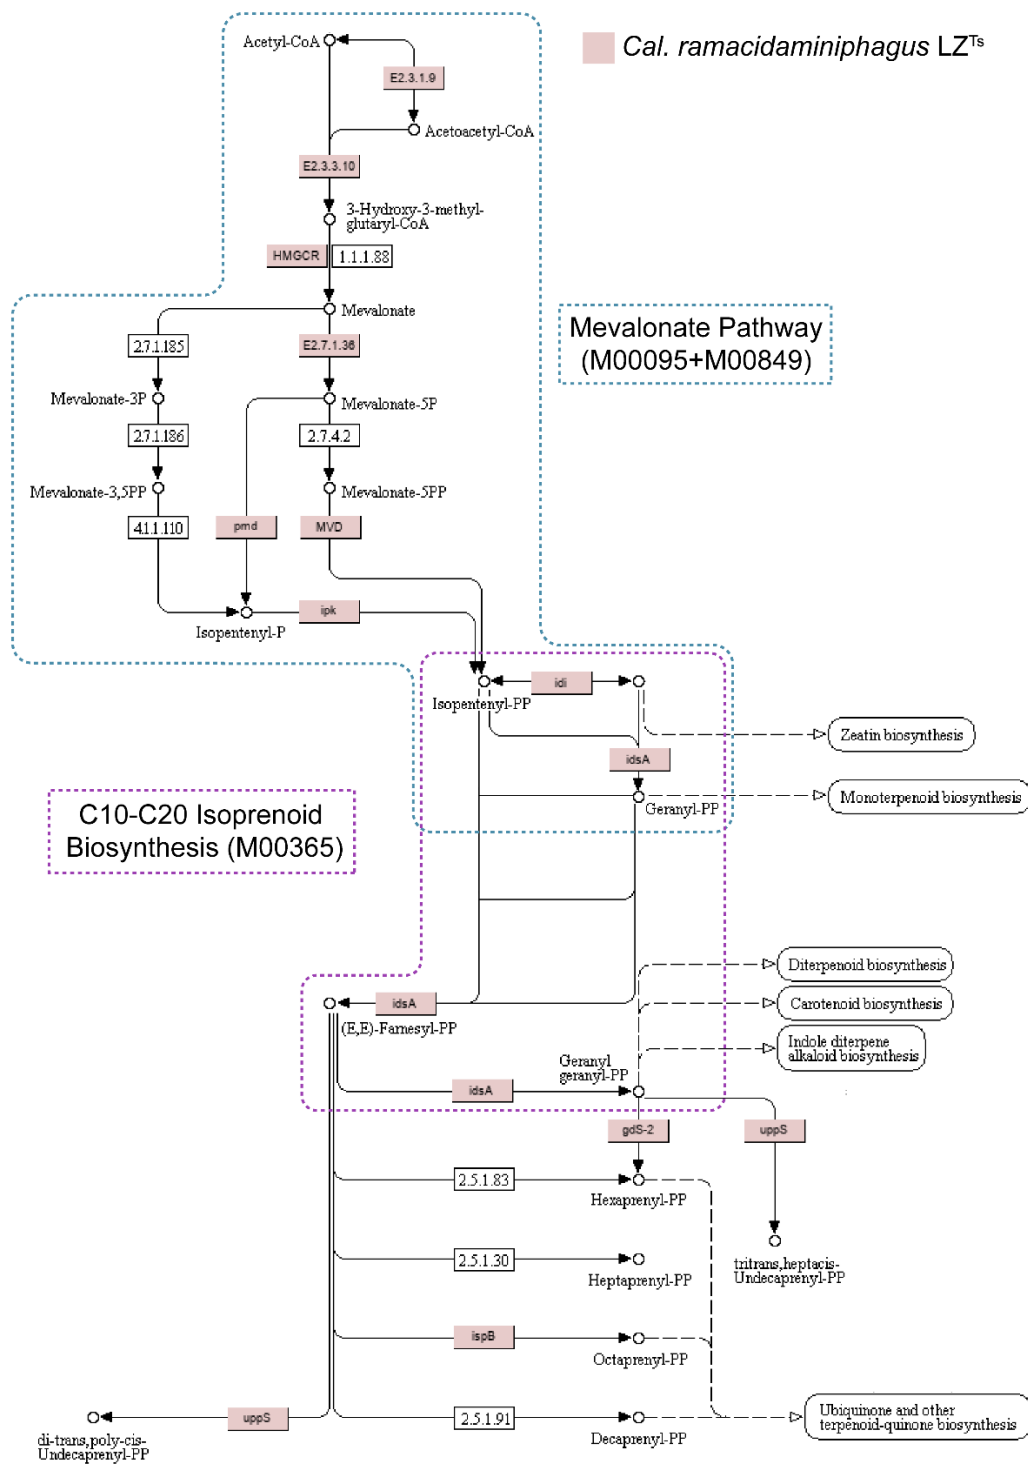 Acetyl-CoA
Cal. ramacidaminiphagus LZᵀˢ
E2.3.1.9
Acetoacetyl-CoA
E2.3.3.10
3-Hydroxy-3-methyl-
glutaryl-CoA
HMGCR
1.1.1.88
Mevalonate
2.7.1.185
E2.7.1.36
Mevalonate Pathway
(M00095+M00849)
Mevalonate-3P
Mevalonate-5P
2.7.1.186
2.7.4.2
Mevalonate-3,5PP
Mevalonate-5PP
4.1.1.110
pmd
MVD
ipk
Isopentenyl-P
idi
Isopentenyl-PP
Zeatin biosynthesis
idsA
Geranyl-PP
Monoterpenoid biosynthesis
C10-C20 Isoprenoid
Biosynthesis (M00365)
Diterpenoid biosynthesis
idsA
Carotenoid biosynthesis
(E,E)-Farnesyl-PP
Indole diterpene
alkaloid biosynthesis
Geranyl
geranyl-PP
idsA
gdS-2
uppS
2.5.1.83
Hexaprenyl-PP
2.5.1.30
Heptaprenyl-PP
tritrans,heptacis-
Undecaprenyl-PP
ispB
Octaprenyl-PP
uppS
2.5.1.91
Ubiquinone and other
terpenoid-quinone biosynthesis
di-trans,poly-cis-
Undecaprenyl-PP
Decaprenyl-PP